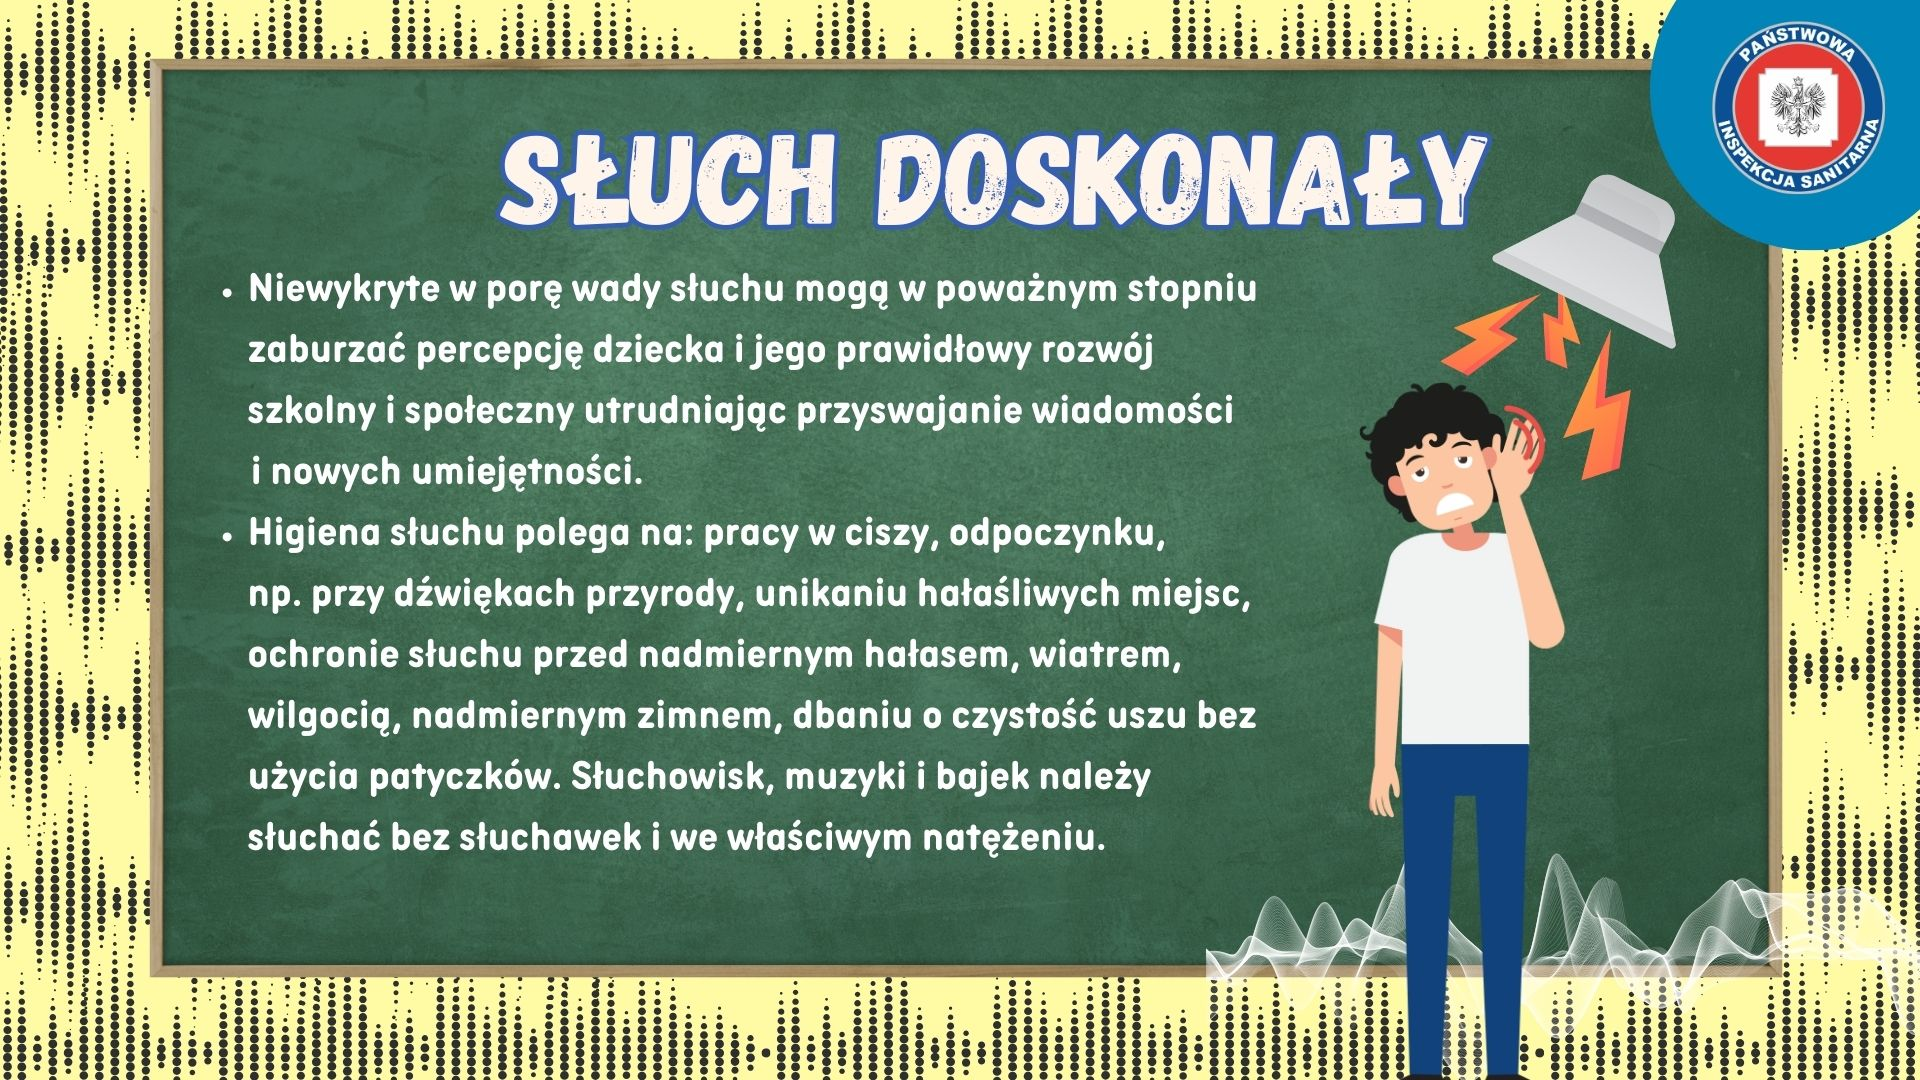 PAŃSTWOWA
INSPEKCJA SANITARNA
SŁUCH DOSKONAŁY
• Niewykryte w porę wady słuchu mogą w poważnym stopniu
zaburzać percepcję dziecka i jego prawidłowy rozwój
szkolny i społeczny utrudniając przyswajanie wiadomości
i nowych umiejętności.
• Higiena słuchu polega na: pracy w ciszy, odpoczynku,
np. przy dźwiękach przyrody, unikaniu hałaśliwych miejsc,
ochronie słuchu przed nadmiernym hałasem, wiatrem,
wilgocią, nadmiernym zimnem, dbaniu o czystość uszu bez
użycia patyczków. Słuchowisk, muzyki i bajek należy
słuchać bez słuchawek i we właściwym natężeniu.